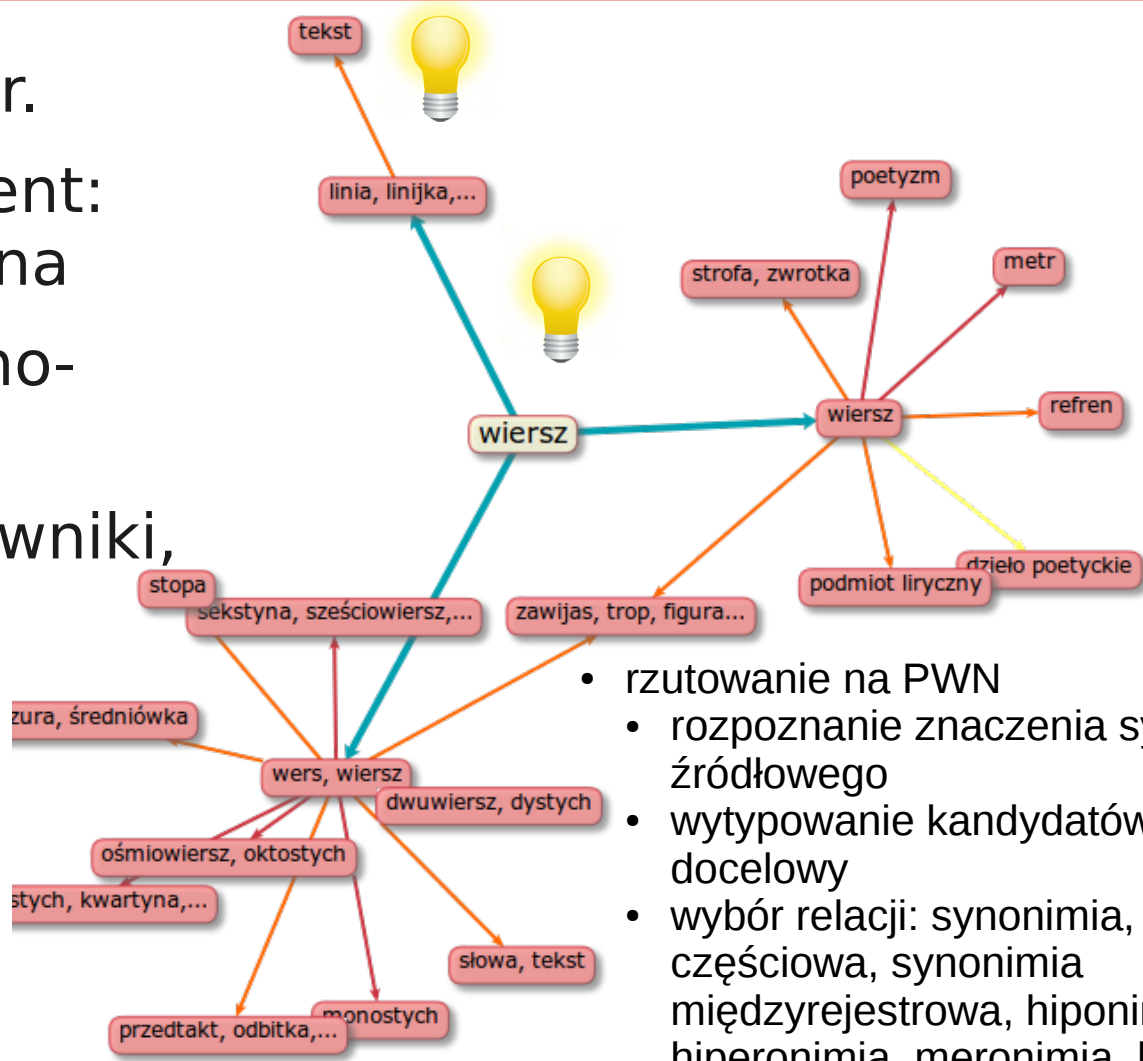 r.
ent:
na
no-
wniki,
tekst
linia, linijka,...
poetyzm
strofa, zwrotka
metr
wiersz
wiersz
refren
dzieło poetyckie
podmiot liryczny
stopa
sekstyna, sześciowiersz,...
zawijas, trop, figura...
zura, średniówka
wers, wiersz
dwuwiersz, dystych
ośmiowiersz, oktostych
stych, kwartyna,...
słowa, tekst
monostych
przedtakt, odbitka,...
• rzutowanie na PWN
• rozpoznanie znaczenia sy
źródłowego
• wytypowanie kandydatów
docelowy
• wybór relacji: synonimia,
częściowa, synonimia
międzyrejestrowa, hiponi
hiperonimia, meronimia,